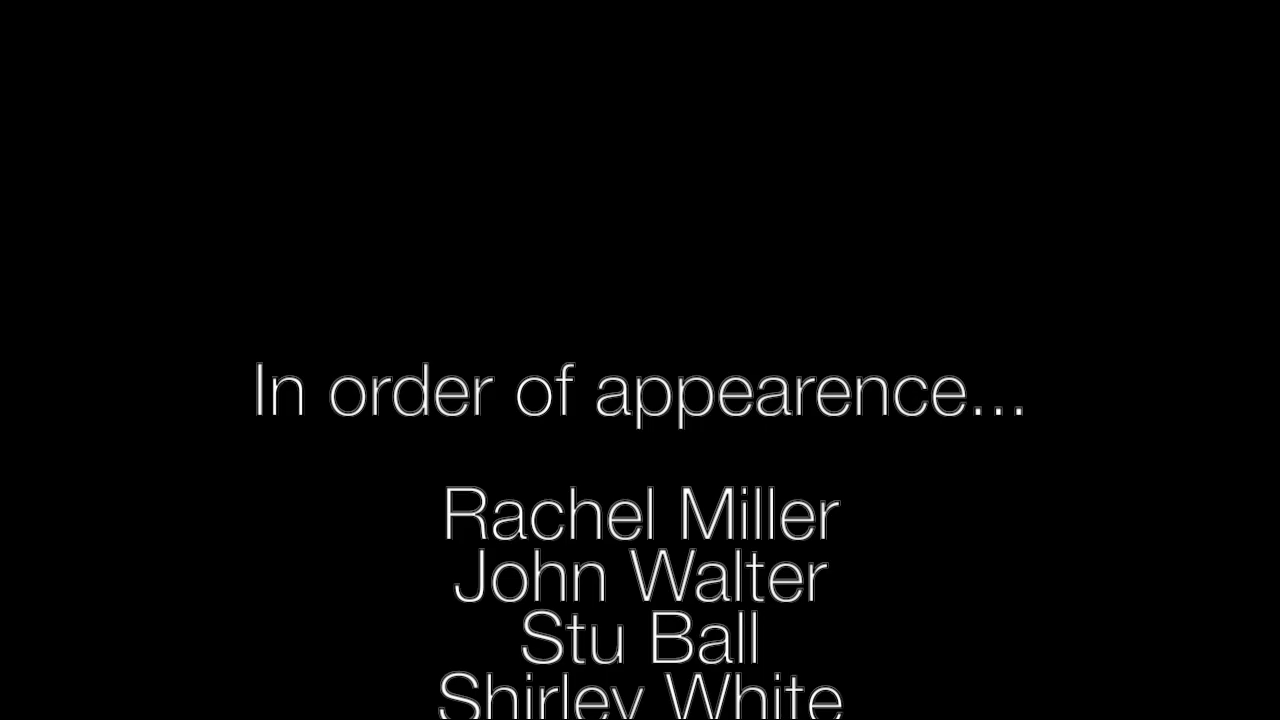 In order of appearence...
Rachel Miller
John Walter
Stu Ball
Shirley White